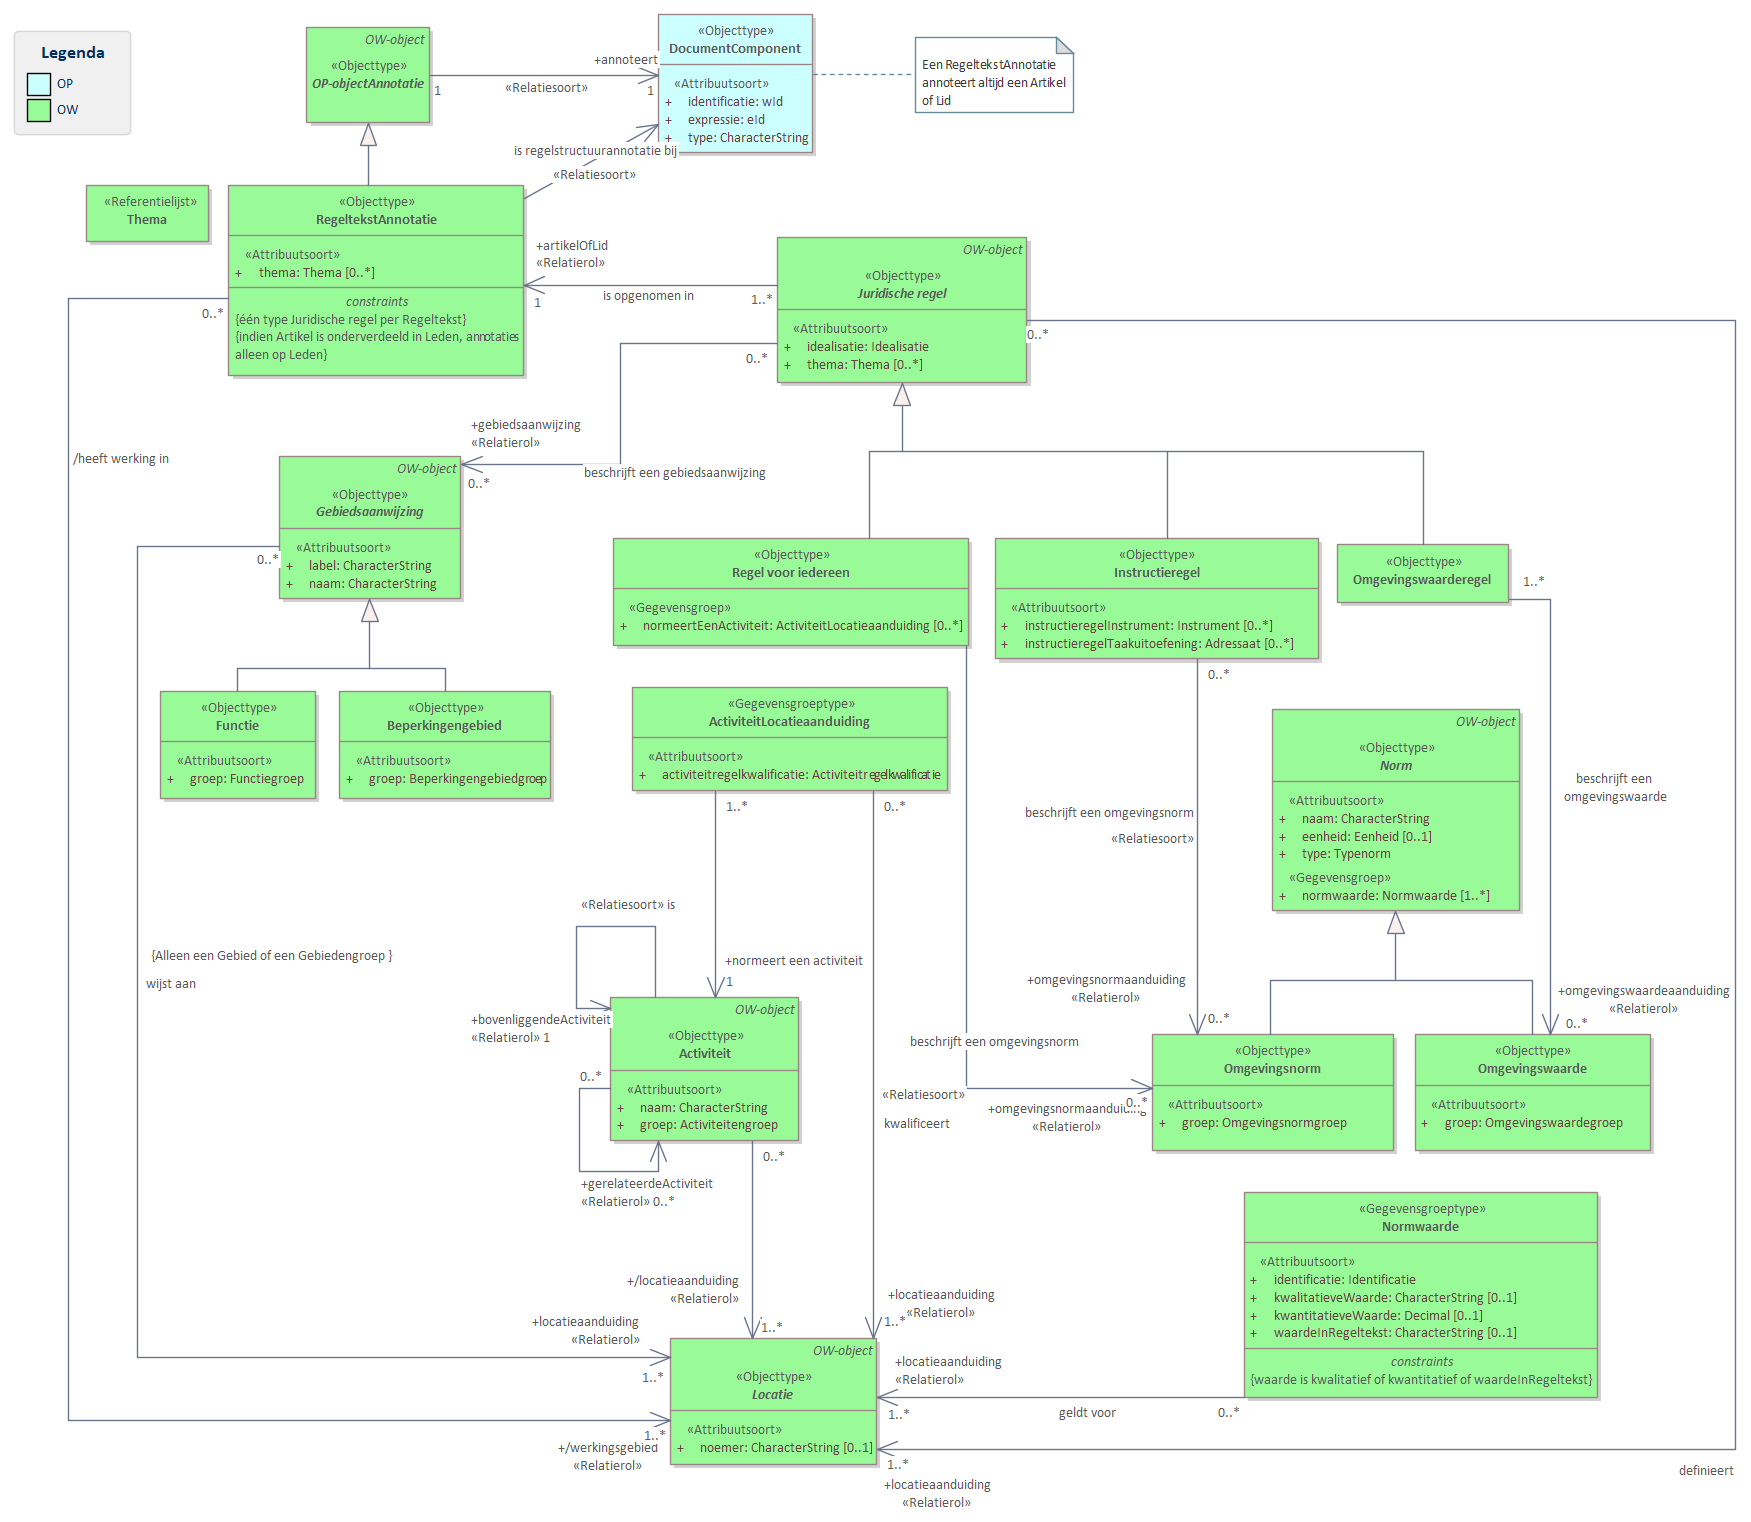 Legenda
OP
OW
OW-object
«Objecttype»
OP-objectAnnotatie
+annoteert
1
«Relatiesoort»
1
«Objecttype»
DocumentComponent
«Attribuutsoort»
+ identificatie: wId
+ expressie: eId
+ type: CharacterString
Een RegeltekstAnnotatie
annoteert altijd een Artikel
of Lid
is regelstructuurannotatie bij
«Relatiesoort»
«Referentielijst»
Thema
«Objecttype»
RegeltekstAnnotatie
«Attribuutsoort»
+ thema: Thema [0..*]
constraints
{één type Juridische regel per Regeltekst}
{indien Artikel is onderverdeeld in Leden, annotaties
alleen op Leden}
0..*
+artikelOfLid
«Relatierol»
1
is opgenomen in
1..*
OW-object
«Objecttype»
Juridische regel
«Attribuutsoort»
+ idealisatie: Idealisatie
+ thema: Thema [0..*]
0..*
0..*
+gebiedsaanwijzing
«Relatierol»
0..*
beschrijft een gebiedsaanwijzing
/heeft werking in
OW-object
«Objecttype»
Gebiedsaanwijzing
«Attribuutsoort»
+ label: CharacterString
+ naam: CharacterString
0..*
«Objecttype»
Regel voor iedereen
«Gegevensgroep»
+ normeertEenActiviteit: ActiviteitLocatieaanduiding [0..*]
«Objecttype»
Instructieregel
«Attribuutsoort»
+ instructieregelInstrument: Instrument [0..*]
+ instructieregelTaakuitoefening: Adressaat [0..*]
0..*
«Objecttype»
Omgevingswaarderegel
1..*
«Objecttype»
Functie
«Attribuutsoort»
+ groep: Functiegroep
«Objecttype»
Beperkingengebied
«Attribuutsoort»
+ groep: Beperkingengebiedgroep
«Gegevensgroeptype»
ActiviteitLocatieaanduiding
«Attribuutsoort»
+ activiteitregelkwalificatie: Activiteitregelkwalificatie
1..*
0..*
OW-object
«Objecttype»
Norm
«Attribuutsoort»
+ naam: CharacterString
+ eenheid: Eenheid [0..1]
+ type: Typenorm
«Gegevensgroep»
+ normwaarde: Normwaarde [1..*]
beschrijft een omgevingsnorm
«Relatiesoort»
beschrijft een
omgevingswaarde
«Relatiesoort» is
{Alleen een Gebied of een Gebiedengroep }
wijst aan
+normeert een activiteit
1
+bovenliggendeActiviteit
«Relatierol» 1
OW-object
«Objecttype»
Activiteit
«Attribuutsoort»
+ naam: CharacterString
+ groep: Activiteitengroep
0..*
0..*
+gerelateerdeActiviteit
«Relatierol» 0..*
+omgevingsnormaanduiding
«Relatierol»
0..*
+omgevingswaardeaanduiding
«Relatierol»
0..*
beschrijft een omgevingsnorm
«Relatiesoort»
kwalificeert
+omgevingsnormaanduiding
«Relatierol»
0..*
«Objecttype»
Omgevingsnorm
«Attribuutsoort»
+ groep: Omgevingsnormgroep
«Objecttype»
Omgevingswaarde
«Attribuutsoort»
+ groep: Omgevingswaardegroep
«Gegevensgroeptype»
Normwaarde
«Attribuutsoort»
+ identificatie: Identificatie
+ kwalitatieveWaarde: CharacterString [0..1]
+ kwantitatieveWaarde: Decimal [0..1]
+ waardeInRegeltekst: CharacterString [0..1]
constraints
{waarde is kwalitatief of kwantitatief of waardeInRegeltekst}
+/locatieaanduiding
«Relatierol»
1..*
+locatieaanduiding
«Relatierol»
1..*
+locatieaanduiding
«Relatierol»
1..*
OW-object
«Objecttype»
Locatie
«Attribuutsoort»
+ noemer: CharacterString [0..1]
+locatieaanduiding
«Relatierol»
1..*
geldt voor
0..*
1..*
+/werkingsgebied
«Relatierol»
1..*
+locatieaanduiding
«Relatierol»
definieert